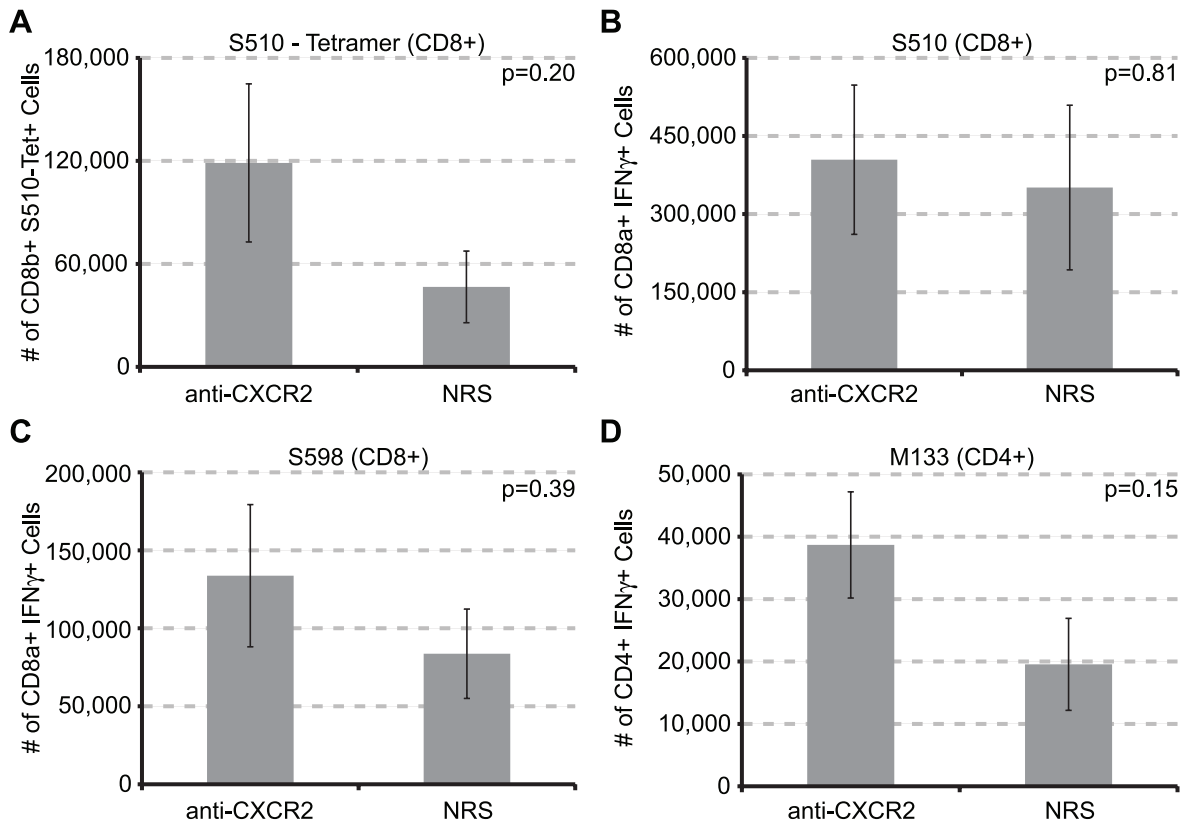 A
S510 - Tetramer (CD8+)
p=0.20
# of CD8b+ S510-Tet+ Cells
180,000
120,000
60,000
0
anti-CXCR2
NRS
B
S510 (CD8+)
p=0.81
# of CD8a+ IFNγ+ Cells
600,000
450,000
300,000
150,000
0
anti-CXCR2
NRS
C
S598 (CD8+)
p=0.39
# of CD8a+ IFNγ+ Cells
200,000
150,000
100,000
50,000
0
anti-CXCR2
NRS
D
M133 (CD4+)
p=0.15
# of CD4+ IFNγ+ Cells
50,000
40,000
30,000
20,000
10,000
0
anti-CXCR2
NRS